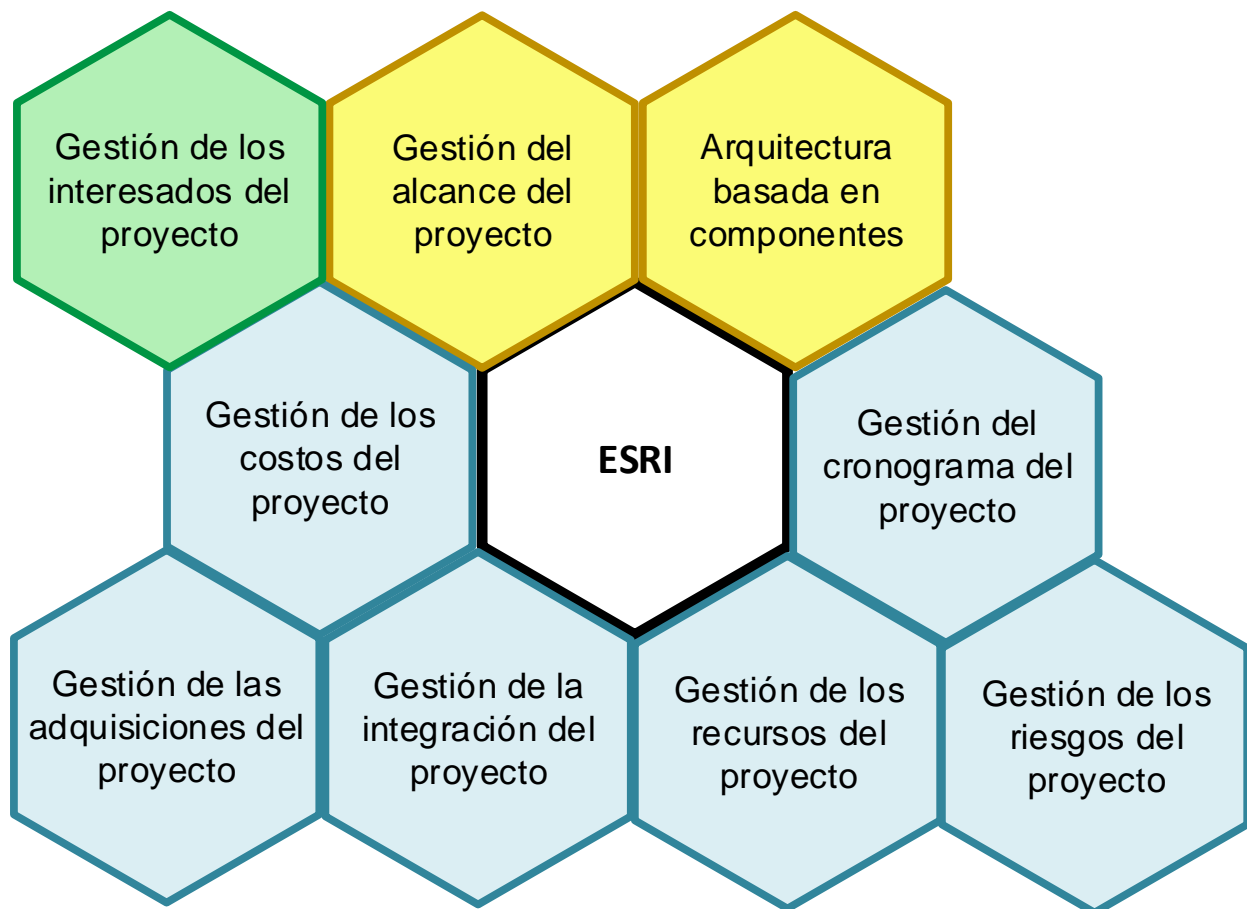 Gestión de los
interesados del
proyecto
Gestión del
alcance del
proyecto
Arquitectura
basada en
componentes
Gestión de los
costos del
proyecto
ESRI
Gestión del
cronograma del
proyecto
Gestión de las
adquisiciones del
proyecto
Gestión de la
integración del
proyecto
Gestión de los
recursos del
proyecto
Gestión de los
riesgos del
proyecto